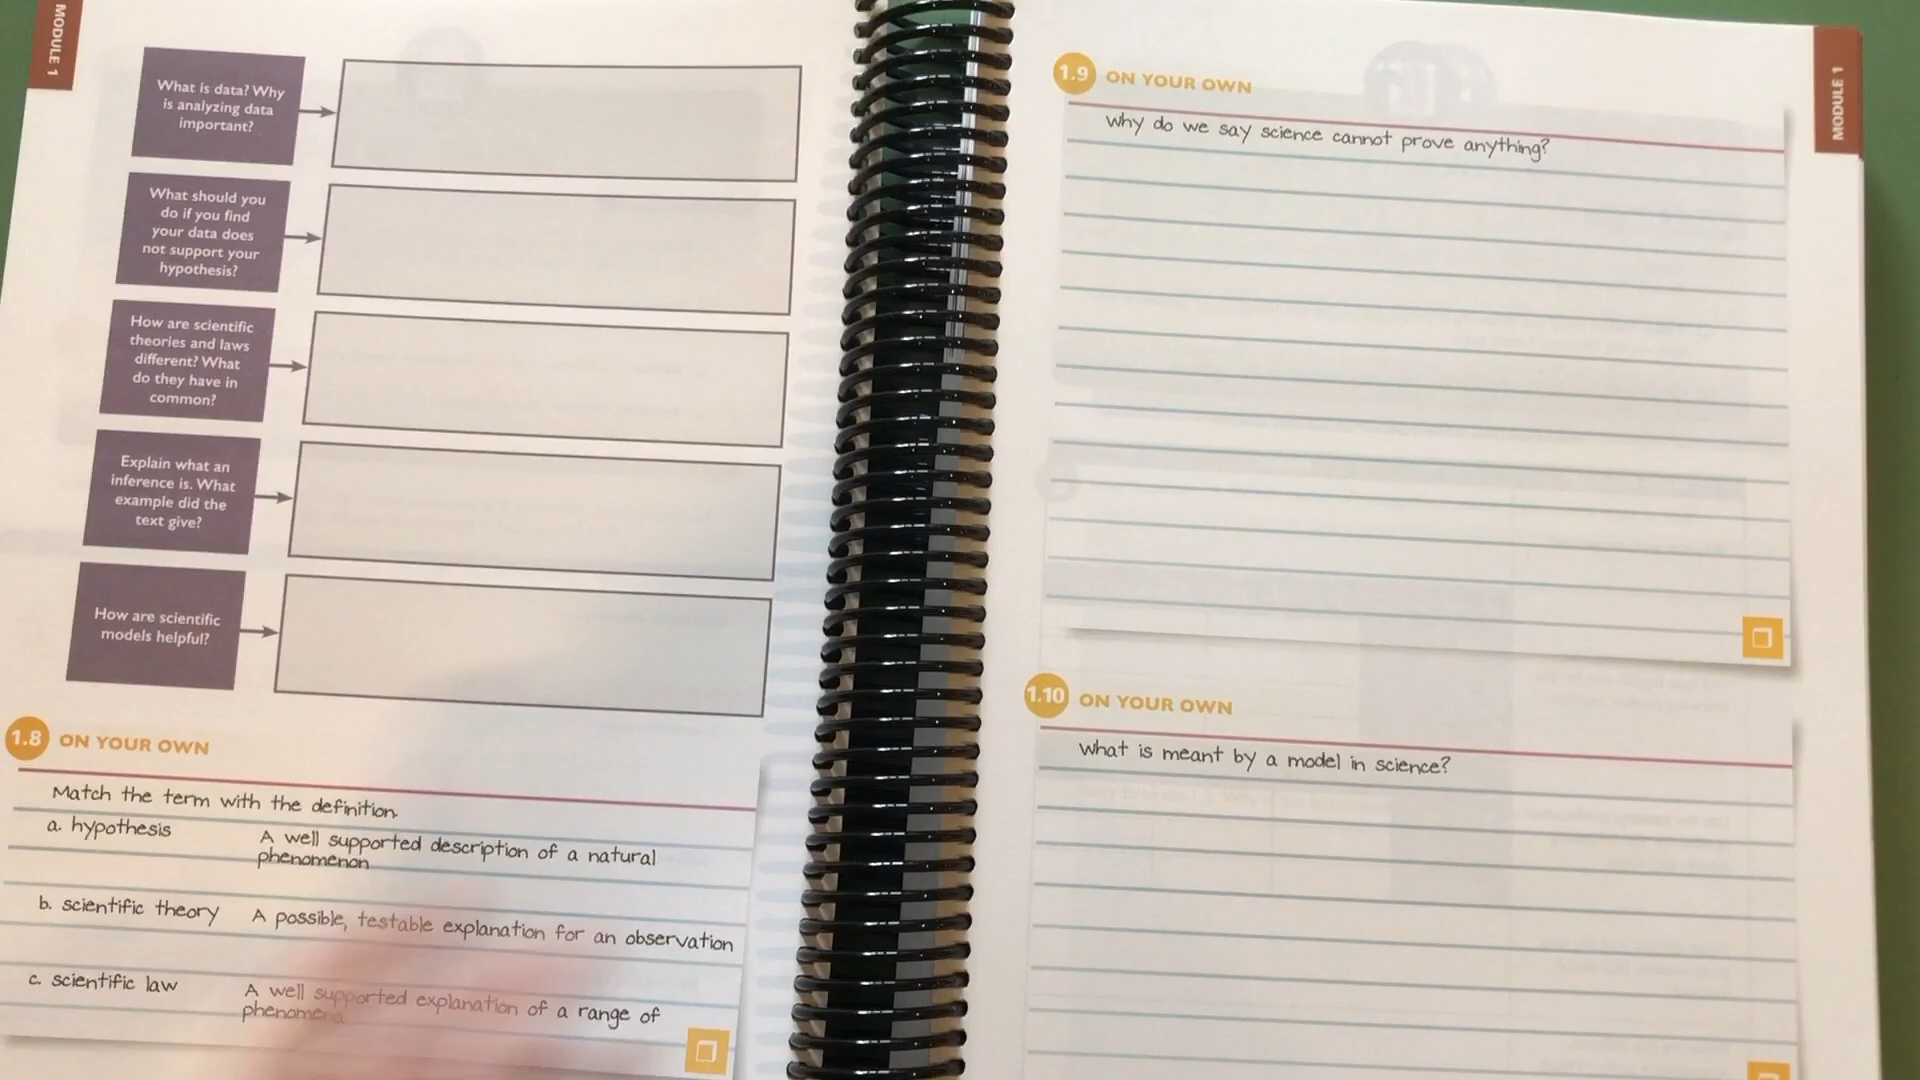 MODULE 1
What is data? Why
is analyzing data
important?
What should you
do if you find
your data does
not support your
hypothesis?
How are scientific
theories and laws
different? What
do they have in
common?
Explain what an
inference is. What
example did the
text give?
How are scientific
models helpful?
1.8 ON YOUR OWN
Match the term with the definition.
a. hypothesis
A well supported description of a natural
phenomenon
b. scientific theory
A possible, testable explanation for an observation
c. scientific law
A well supported explanation of a range of
phenomena
1.9 ON YOUR OWN
Why do we say science cannot prove anything?
1.10 ON YOUR OWN
What is meant by a model in science?
MODULE 1